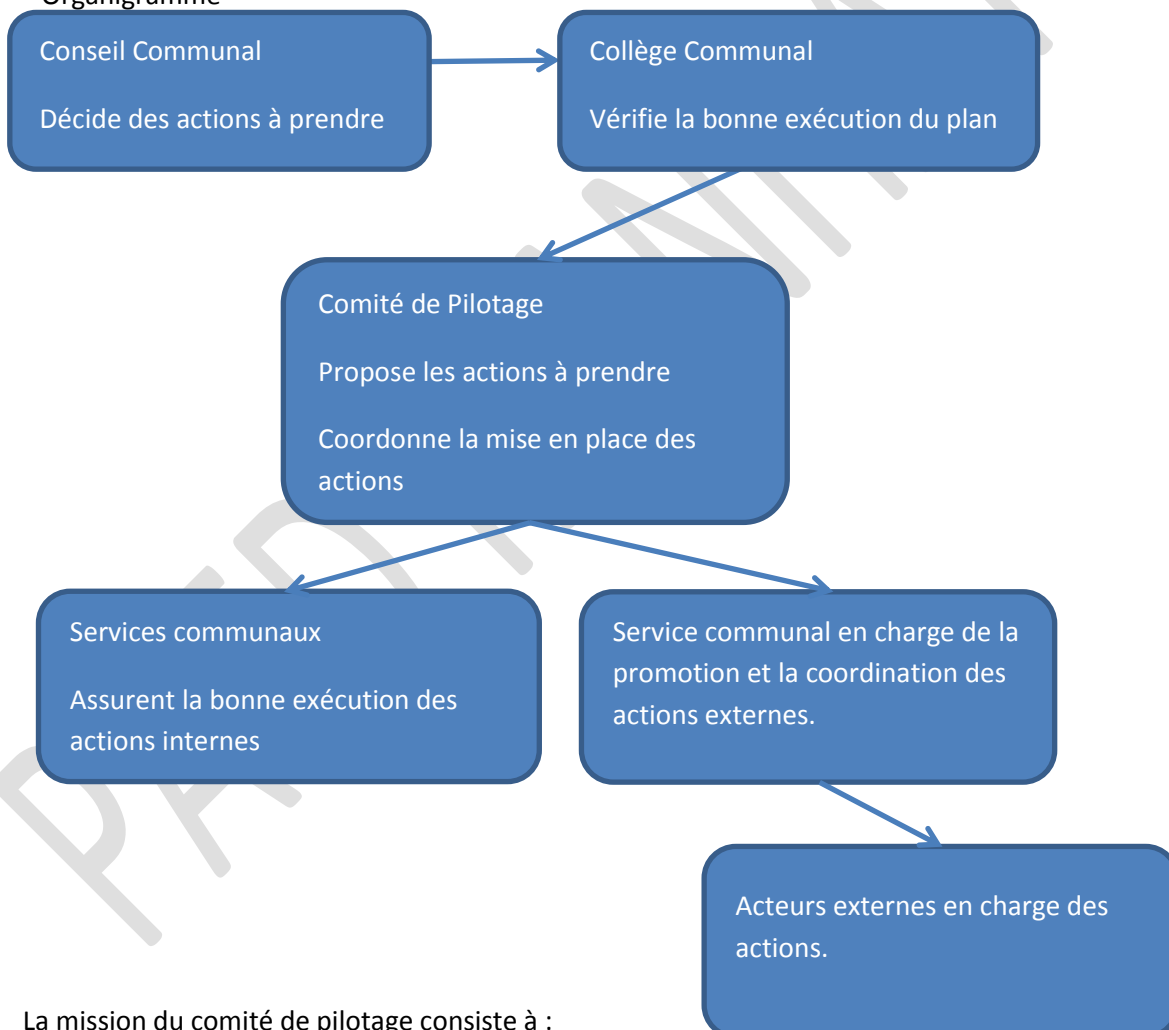 Organigramme
Conseil Communal
Décide des actions à prendre
Collège Communal
Vérifie la bonne exécution du plan
Comité de Pilotage
Propose les actions à prendre
Coordonne la mise en place des
actions
Services communaux
Assurent la bonne exécution des
actions internes
Service communal en charge de la
promotion et la coordination des
actions externes.
Acteurs externes en charge des
actions.
La mission du comité de pilotage consiste à :